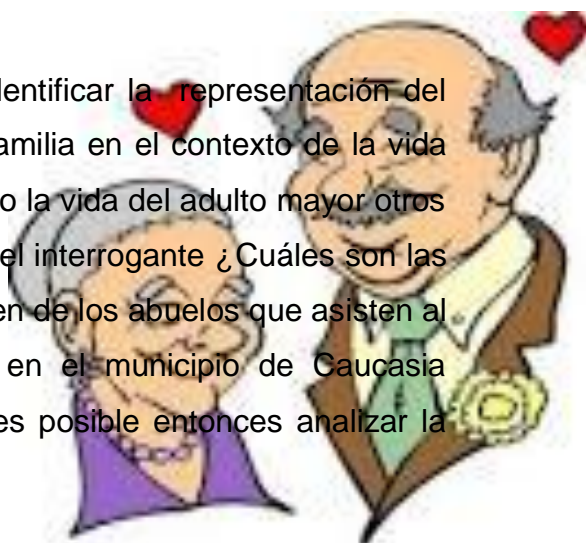 dentificar la representación del
amilia en el contexto de la vida
o la vida del adulto mayor otros
el interrogante ¿Cuáles son las
en de los abuelos que asisten al
en el municipio de Caucasia
es posible entonces analizar la